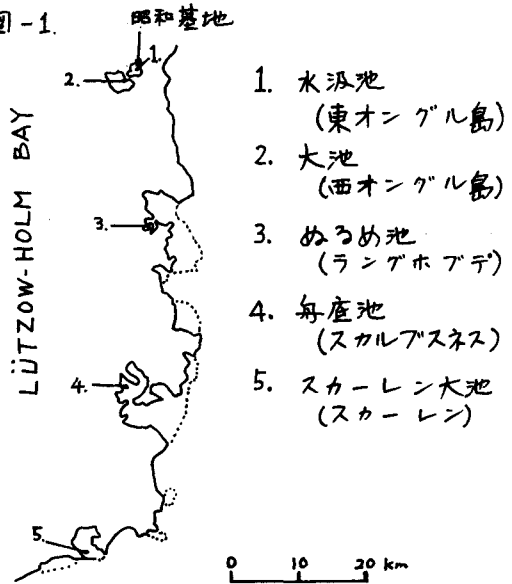 図-1.
昭和基地
1.
2.
3.
4.
5.
LÜTZOW-HOLM BAY
1. 水汲池
(東オングル島)
2. 大池
(西オングル島)
3. ぬるめ池
(ラングホブデ)
4. 舟底池
(スカルブスネス)
5. スカーレン大池
(スカーレン)
0 10 20 km